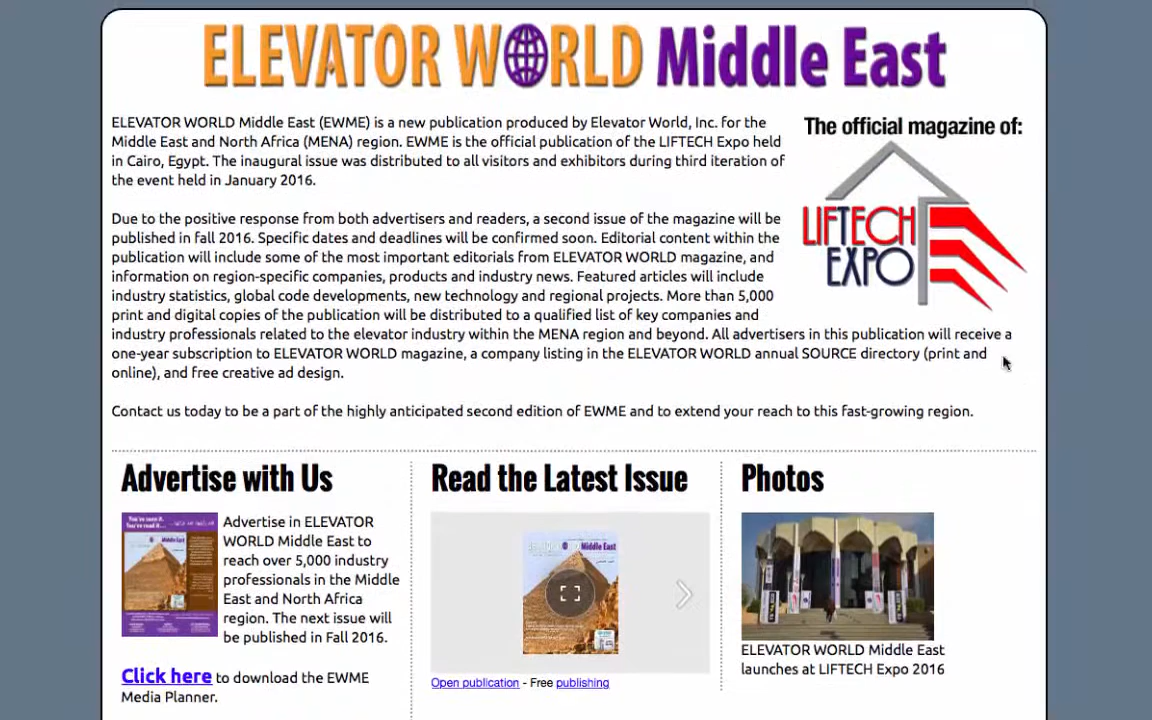 ELEVATOR WORLD Middle East
ELEVATOR WORLD Middle East (EWME) is a new publication produced by Elevator World, Inc. for the
Middle East and North Africa (MENA) region. EWME is the official publication of the LIFTECH Expo held
in Cairo, Egypt. The inaugural issue was distributed to all visitors and exhibitors during third iteration of
the event held in January 2016.
The official magazine of:
LIFTECH
EXPO
Due to the positive response from both advertisers and readers, a second issue of the magazine will be
published in fall 2016. Specific dates and deadlines will be confirmed soon. Editorial content within the
publication will include some of the most important editorials from ELEVATOR WORLD magazine, and
information on region-specific companies, products and industry news. Featured articles will include
industry statistics, global code developments, new technology and regional projects. More than 5,000
print and digital copies of the publication will be distributed to a qualified list of key companies and
industry professionals related to the elevator industry within the MENA region and beyond. All advertisers in this publication will receive a
one-year subscription to ELEVATOR WORLD magazine, a company listing in the ELEVATOR WORLD annual SOURCE directory (print and
online), and free creative ad design.
Contact us today to be a part of the highly anticipated second edition of EWME and to extend your reach to this fast-growing region.
Advertise with Us
You've seen it.
You've read it...
Middle East
Advertise in ELEVATOR
WORLD Middle East to
reach over 5,000 industry
professionals in the Middle
East and North Africa
region. The next issue will
be published in Fall 2016.
Click here to download the EWME
Media Planner.
Read the Latest Issue
Middle East
Open publication - Free publishing
Photos
ELEVATOR WORLD Middle East
launches at LIFTECH Expo 2016